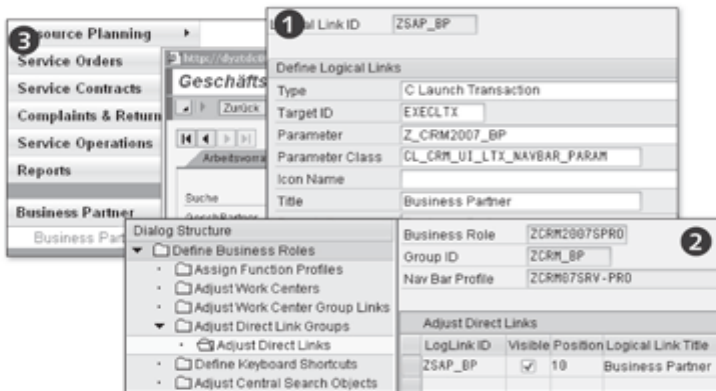 3
source Planning
Service Orders
Service Contracts
Complaints & Return
Service Operations
Reports
Business Partner
Business Part
Geschäfts
Zurück
Arbeitsvorra
Suche
1
al Link ID ZSAP_BP
Define Logical Links
Type C Launch Transaction
Target ID EXECLTX
Parameter Z_CRM2007_BP
Parameter Class CL_CRM_UI_LTX_NAVBAR_PARAM
Icon Name
Title Business Partner
Dialog Structure
Define Business Roles
Assign Function Profiles
Adjust Work Centers
Adjust Work Center Group Links
Adjust Direct Link Groups
Adjust Direct Links
Define Keyboard Shortcuts
Adjust Central Search Objects
2
Business Role ZCRM2007SPRO
Group ID ZCRM_BP
Nav Bar Profile ZCRM07SRV-PRO
Adjust Direct Links
LogLink ID Visible Position Logical Link Title
ZSAP_BP 10 Business Partner